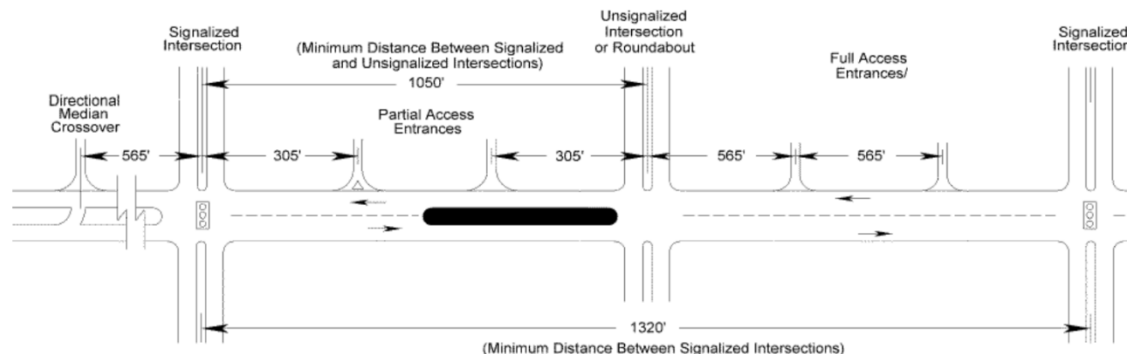 Signalized
Intersection
(Minimum Distance Between Signalized
and Unsignalized Intersections)
1050'
Unsignalized
Intersection
or Roundabout
Full Access
Entrances/
Signalized
Intersection
Directional
Median
Crossover
Partial Access
Entrances
565'
305'
305'
565'
565'
1320'
(Minimum Distance Between Signalized Intersections)